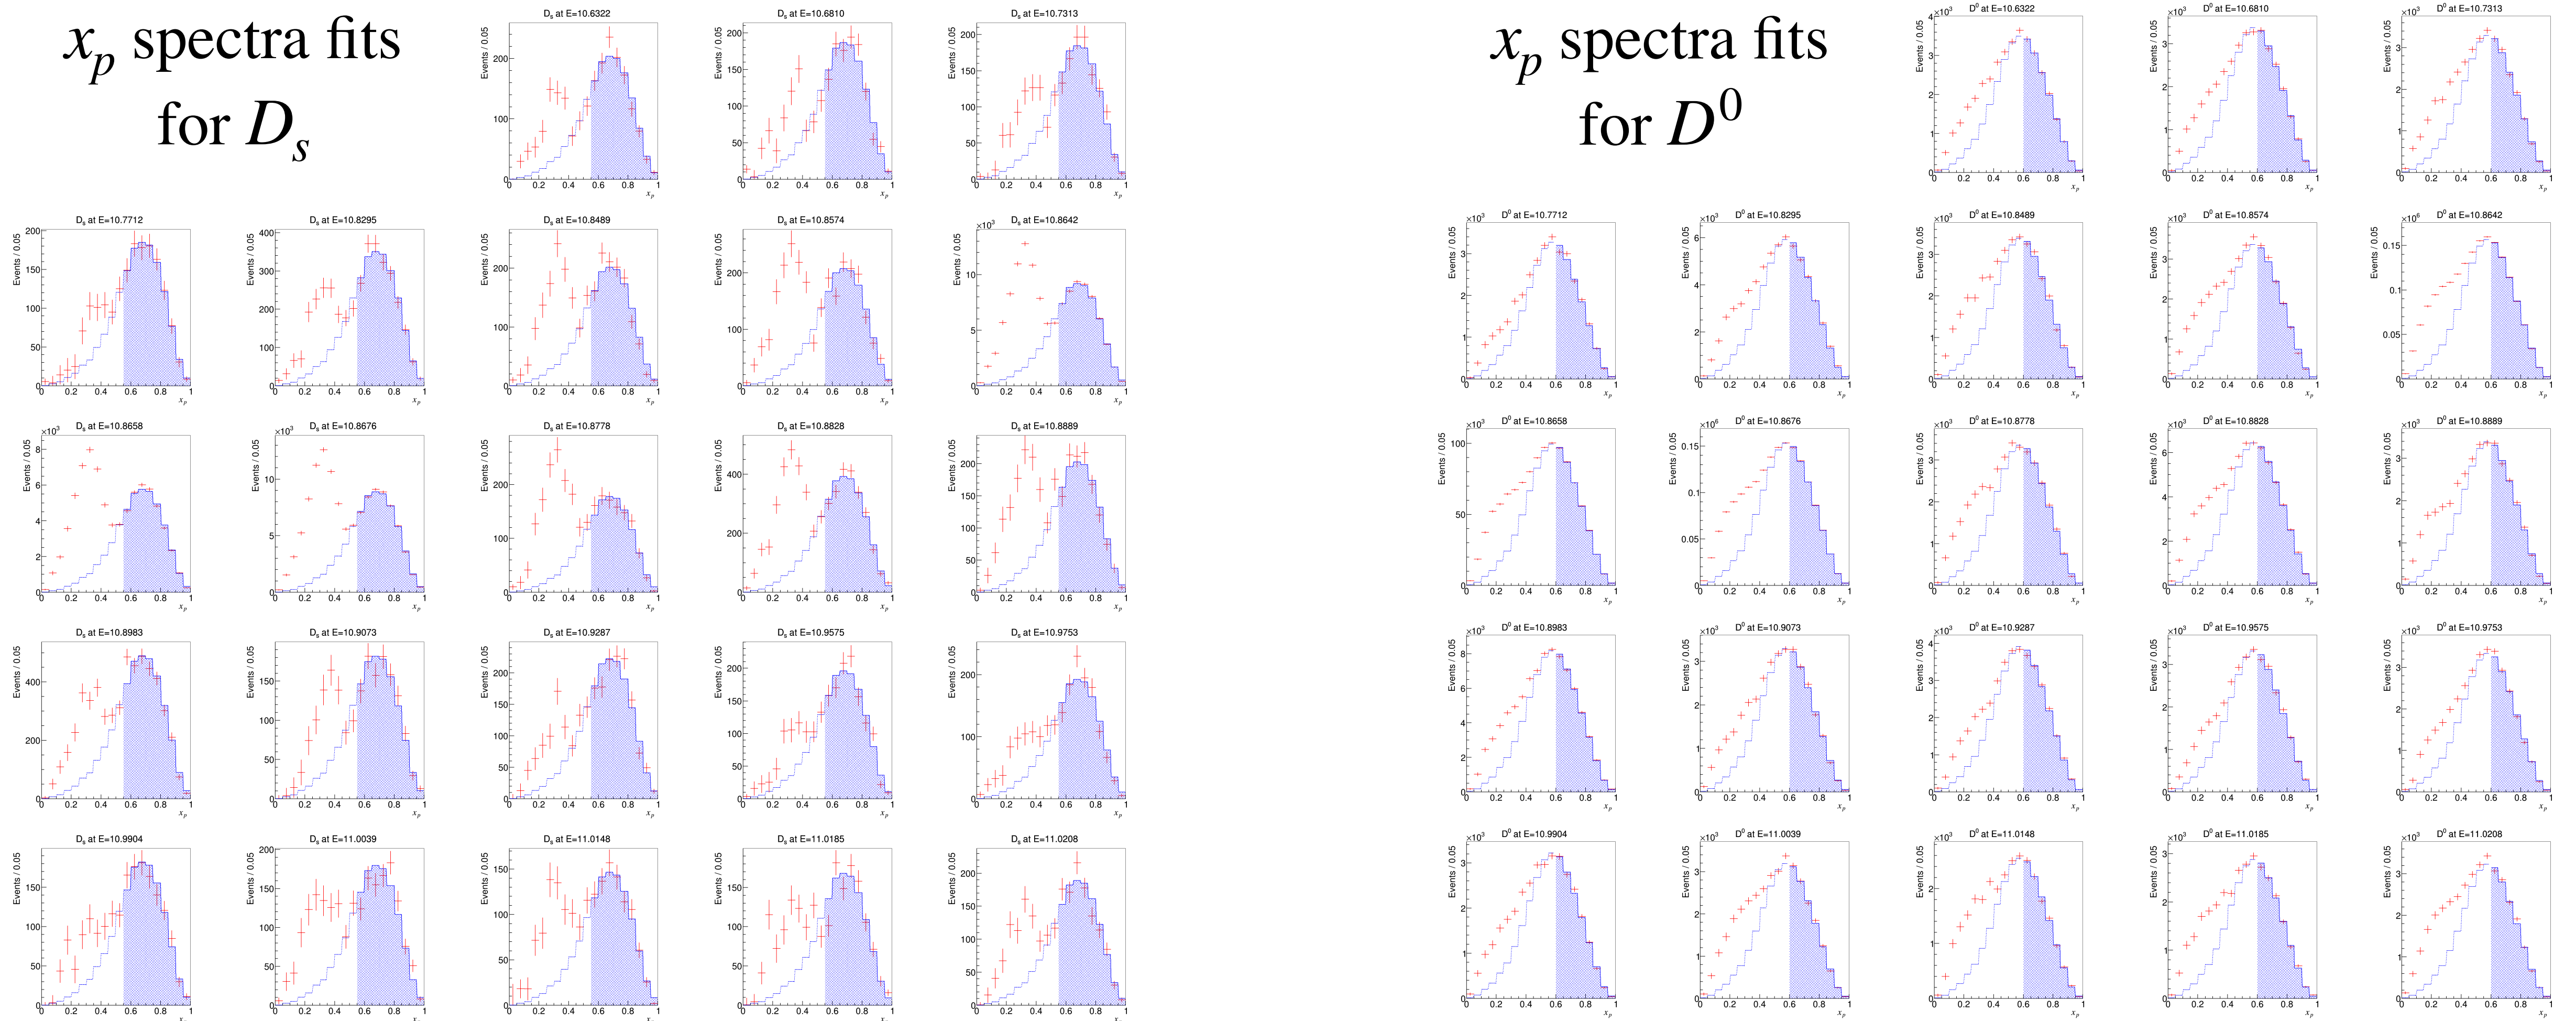 x_p spectra fits
for D_s
D_s at E=10.6322
D_s at E=10.6810
D_s at E=10.7313
D_s at E=10.7712
D_s at E=10.8295
D_s at E=10.8489
D_s at E=10.8574
D_s at E=10.8642
D_s at E=10.8658
D_s at E=10.8676
D_s at E=10.8778
D_s at E=10.8828
D_s at E=10.8889
D_s at E=10.8983
D_s at E=10.9073
D_s at E=10.9287
D_s at E=10.9575
D_s at E=10.9753
D_s at E=10.9904
D_s at E=11.0039
D_s at E=11.0148
D_s at E=11.0185
D_s at E=11.0208
Events / 0.05
x_p
x_p spectra fits
for D^0
D^0 at E=10.6322
D^0 at E=10.6810
D^0 at E=10.7313
D^0 at E=10.7712
D^0 at E=10.8295
D^0 at E=10.8489
D^0 at E=10.8574
D^0 at E=10.8642
D^0 at E=10.8658
D^0 at E=10.8676
D^0 at E=10.8778
D^0 at E=10.8828
D^0 at E=10.8889
D^0 at E=10.8983
D^0 at E=10.9073
D^0 at E=10.9287
D^0 at E=10.9575
D^0 at E=10.9753
D^0 at E=10.9904
D^0 at E=11.0039
D^0 at E=11.0148
D^0 at E=11.0185
D^0 at E=11.0208
Events / 0.05
x_p